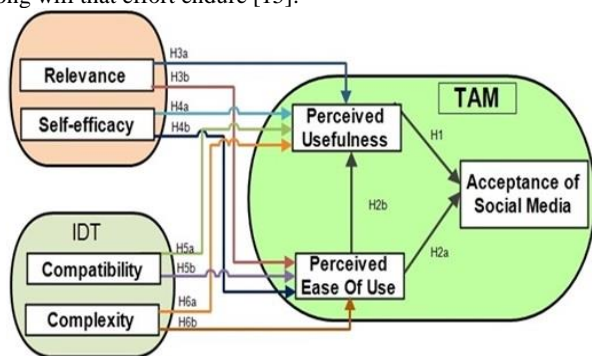 ong will that effort endure [15].
H3a
Relevance
H3b
H4a
Self-efficacy
H4b
TAM
Perceived
Usefulness
H1
Acceptance of
Social Media
H2b
H2a
Perceived
Ease Of Use
IDT
H5a
Compatibility
H5b
H6a
Complexity
H6b